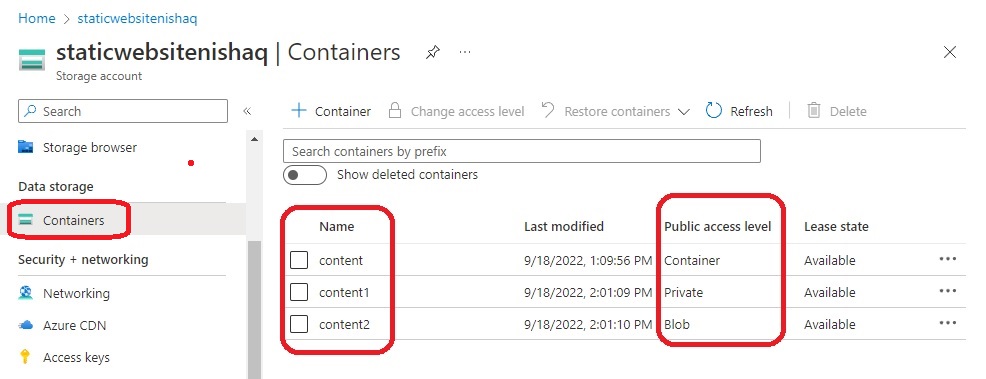 Home > staticwebsitenishaq
staticwebsitenishaq | Containers
Storage account
Search
Storage browser
Data storage
Containers
Security + networking
Networking
Azure CDN
Access keys
+ Container Change access level Restore containers Refresh Delete
Search containers by prefix
Show deleted containers
Name Last modified Public access level Lease state
content 9/18/2022, 1:09:56 PM Container Available
content1 9/18/2022, 2:01:09 PM Private Available
content2 9/18/2022, 2:01:10 PM Blob Available